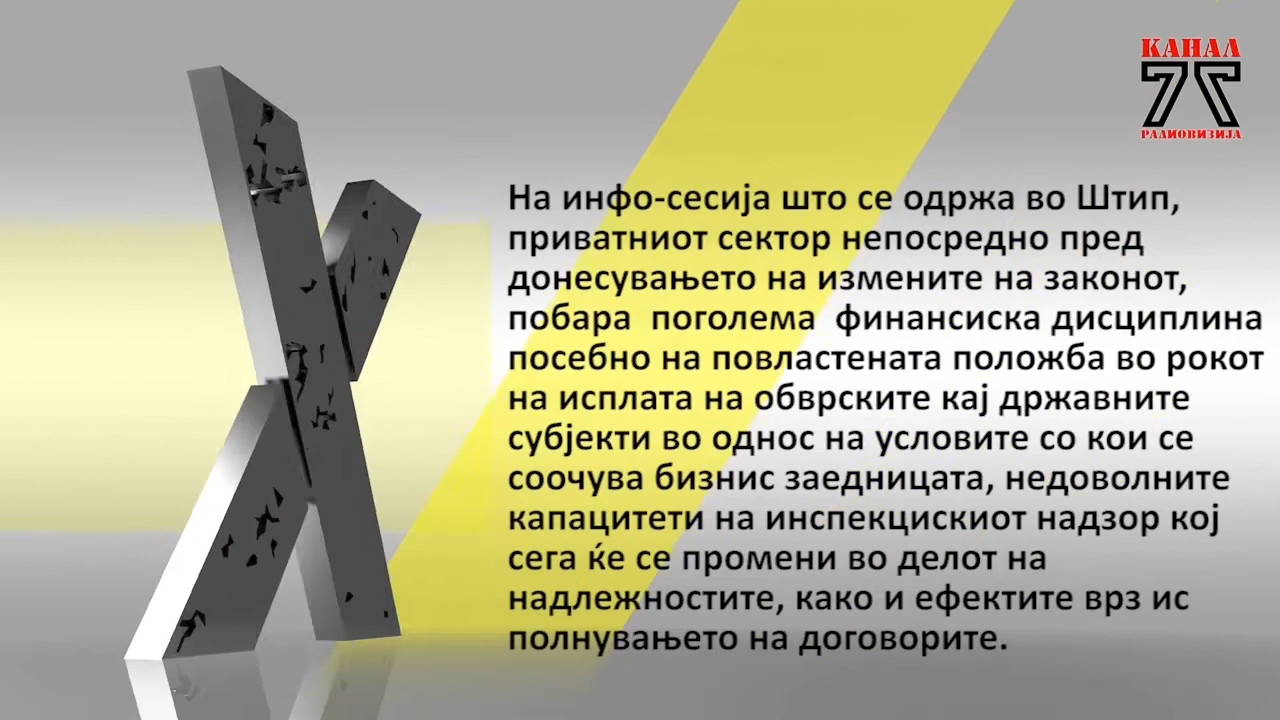 КАНАЛ
77
РАДИОВИЗИЈА
На инфо-сесија што се одржа во Штип,
приватниот сектор непосредно пред
донесувањето на измените на законот,
побара  поголема  финансиска дисциплина
посебно на повластената положба во рокот
на исплата на обврските кај државните
субјекти во однос на условите со кои се
соочува бизнис заедницата, недоволните
капацитети на инспекцискиот надзор кој
сега ќе се промени во делот на
надлежностите, како и ефектите врз ис
полнувањето на договорите.